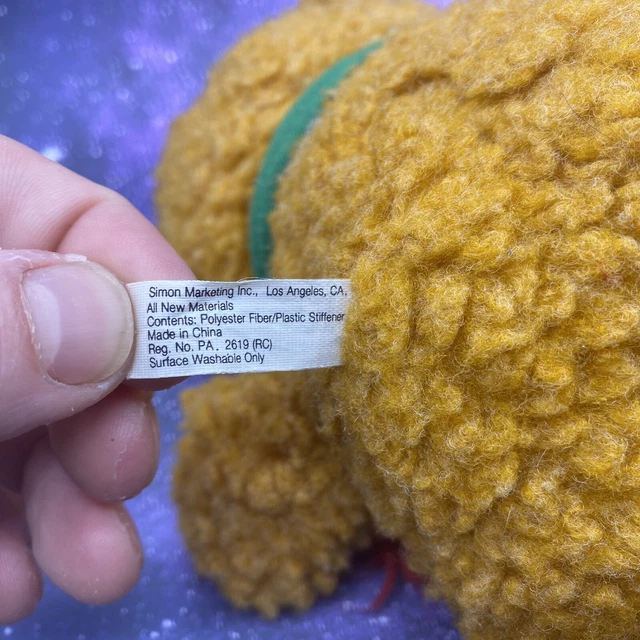 Simon Marketing Inc., Los Angeles, CA.
All New Materials
Contents: Polyester Fiber/Plastic Stiffener
Made in China
Reg. No. PA. 2619 (RC)
Surface Washable Only